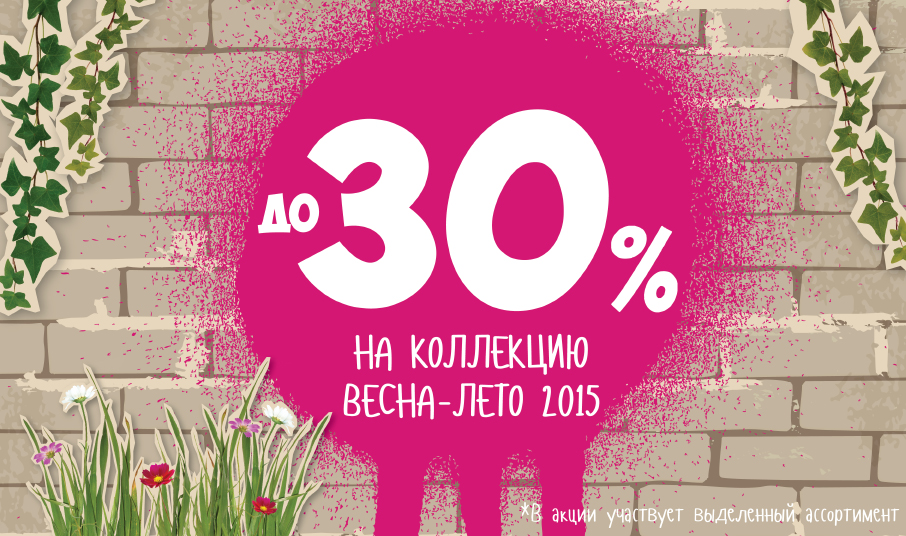 ДО 30%
НА КОЛЛЕКЦИЮ
ВЕСНА-ЛЕТО 2015
*В акции участвует выделенный ассортимент